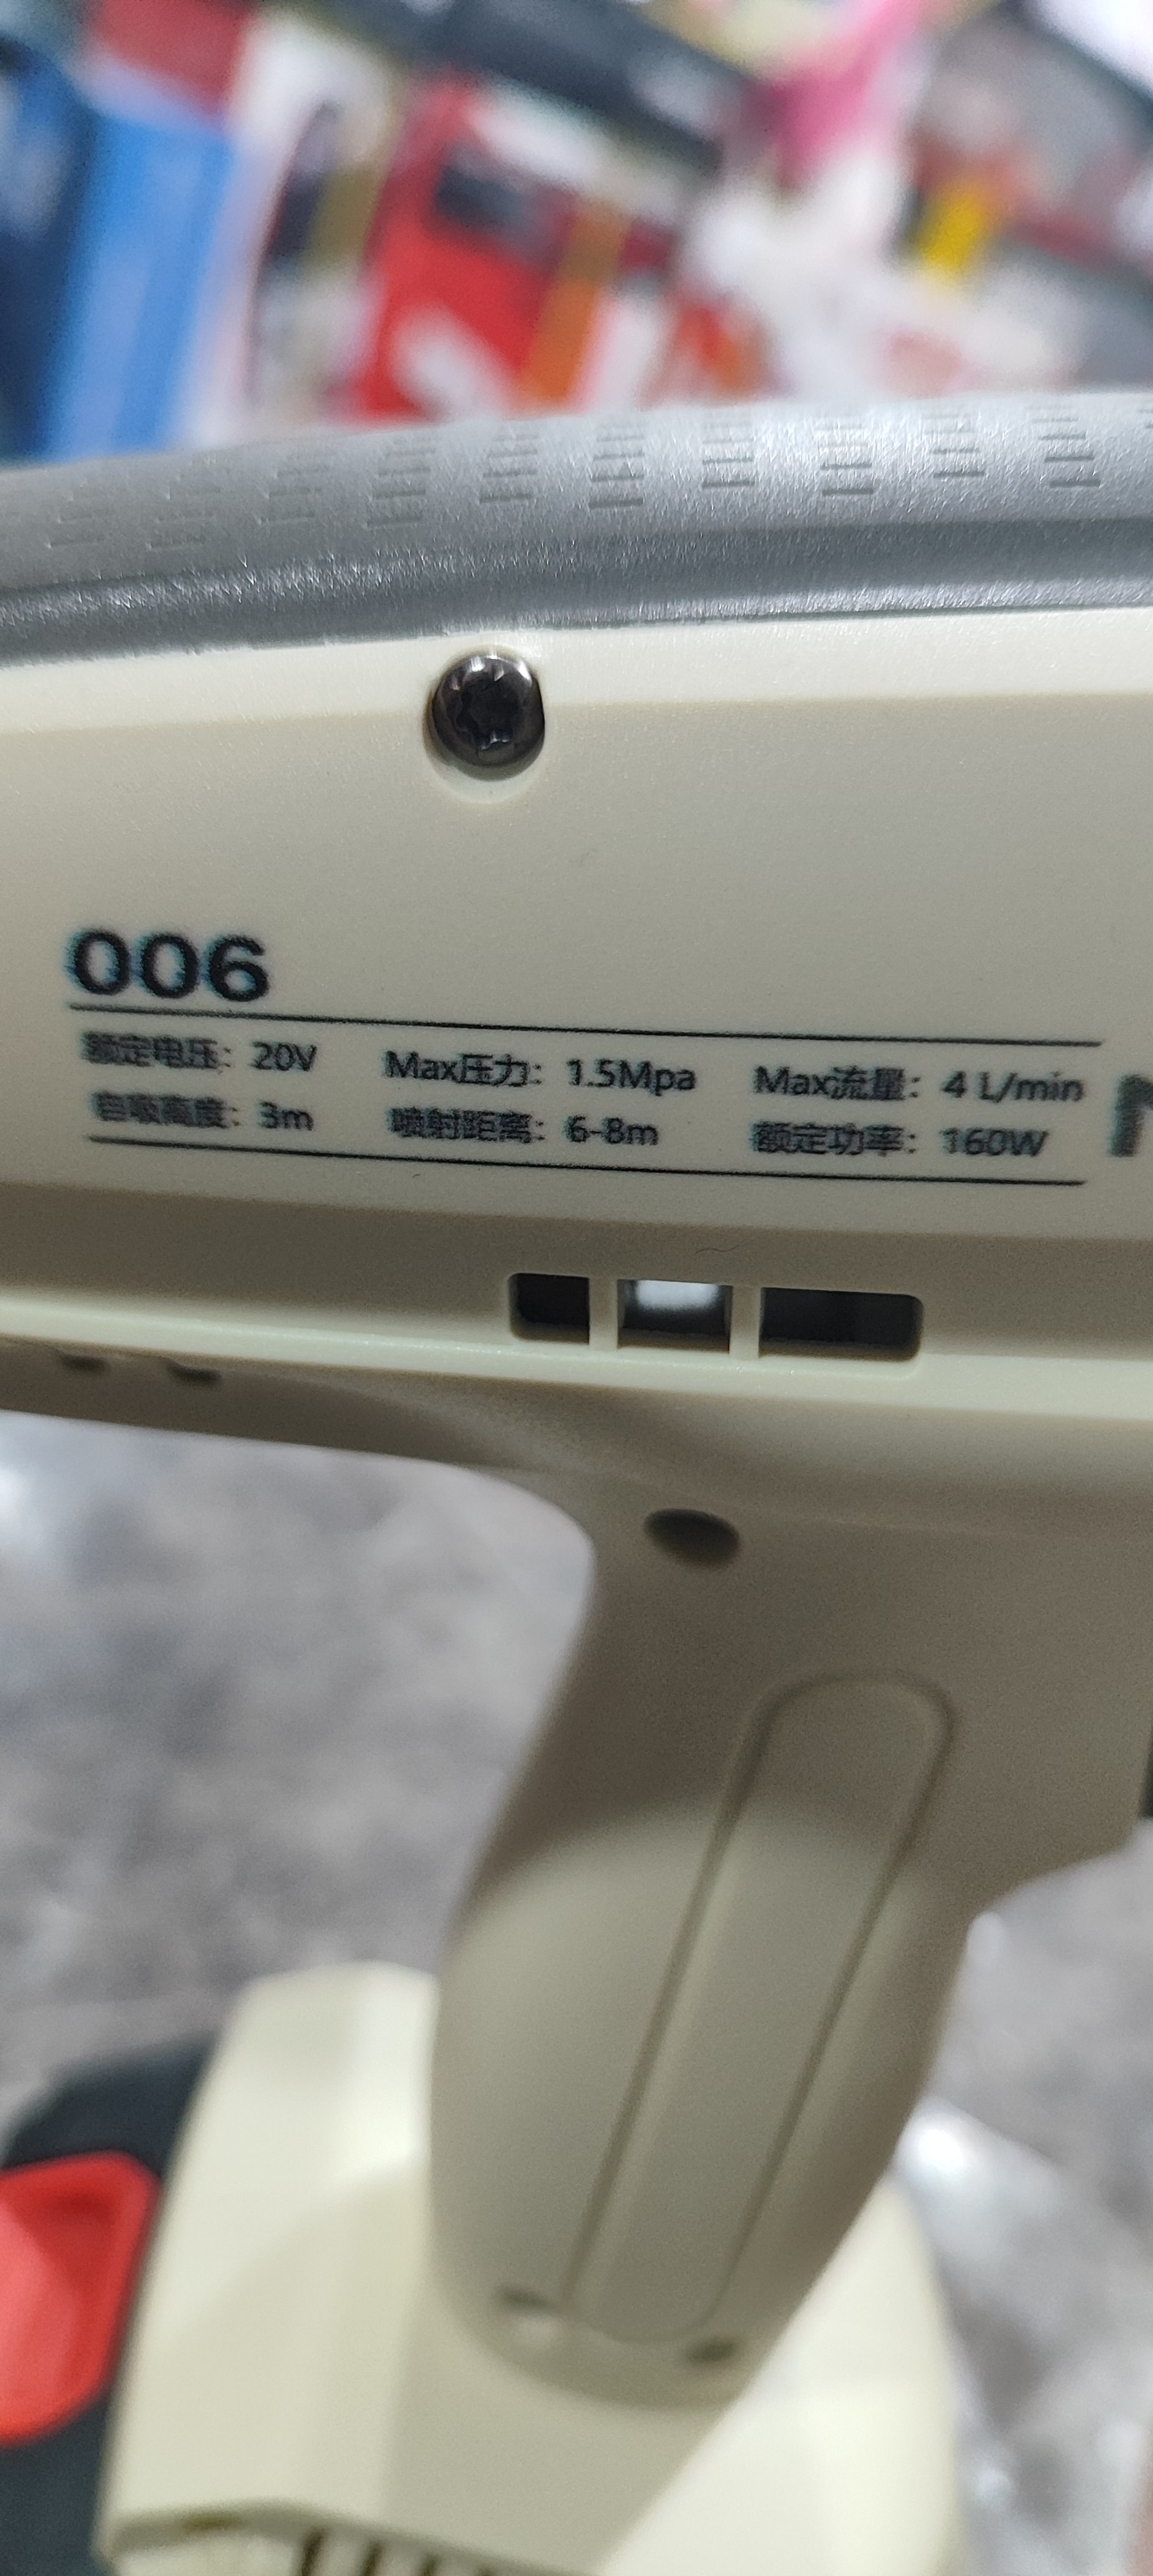 006
额定电压：20V Max压力：1.5Mpa Max流量：4 L/min
自吸高度：3m 喷射距离：6-8m 额定功率：160W